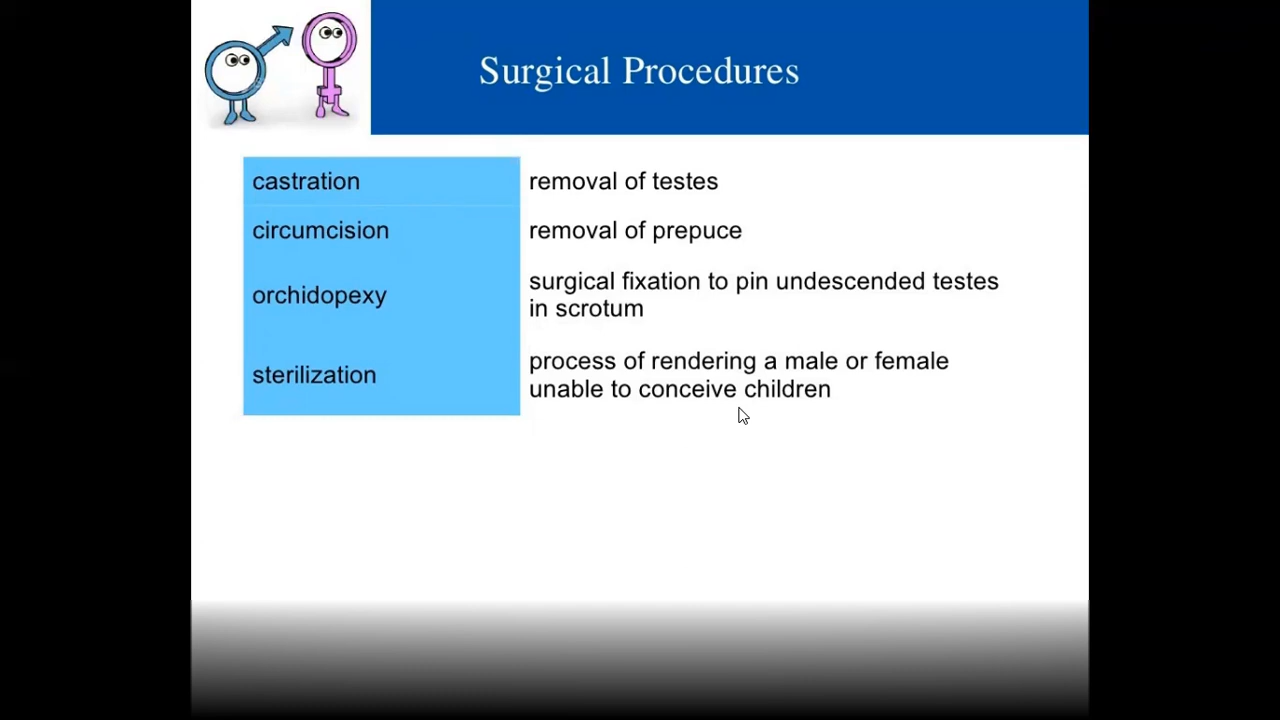 Surgical Procedures
castration
removal of testes
circumcision
removal of prepuce
orchidopexy
surgical fixation to pin undescended testes
in scrotum
sterilization
process of rendering a male or female
unable to conceive children